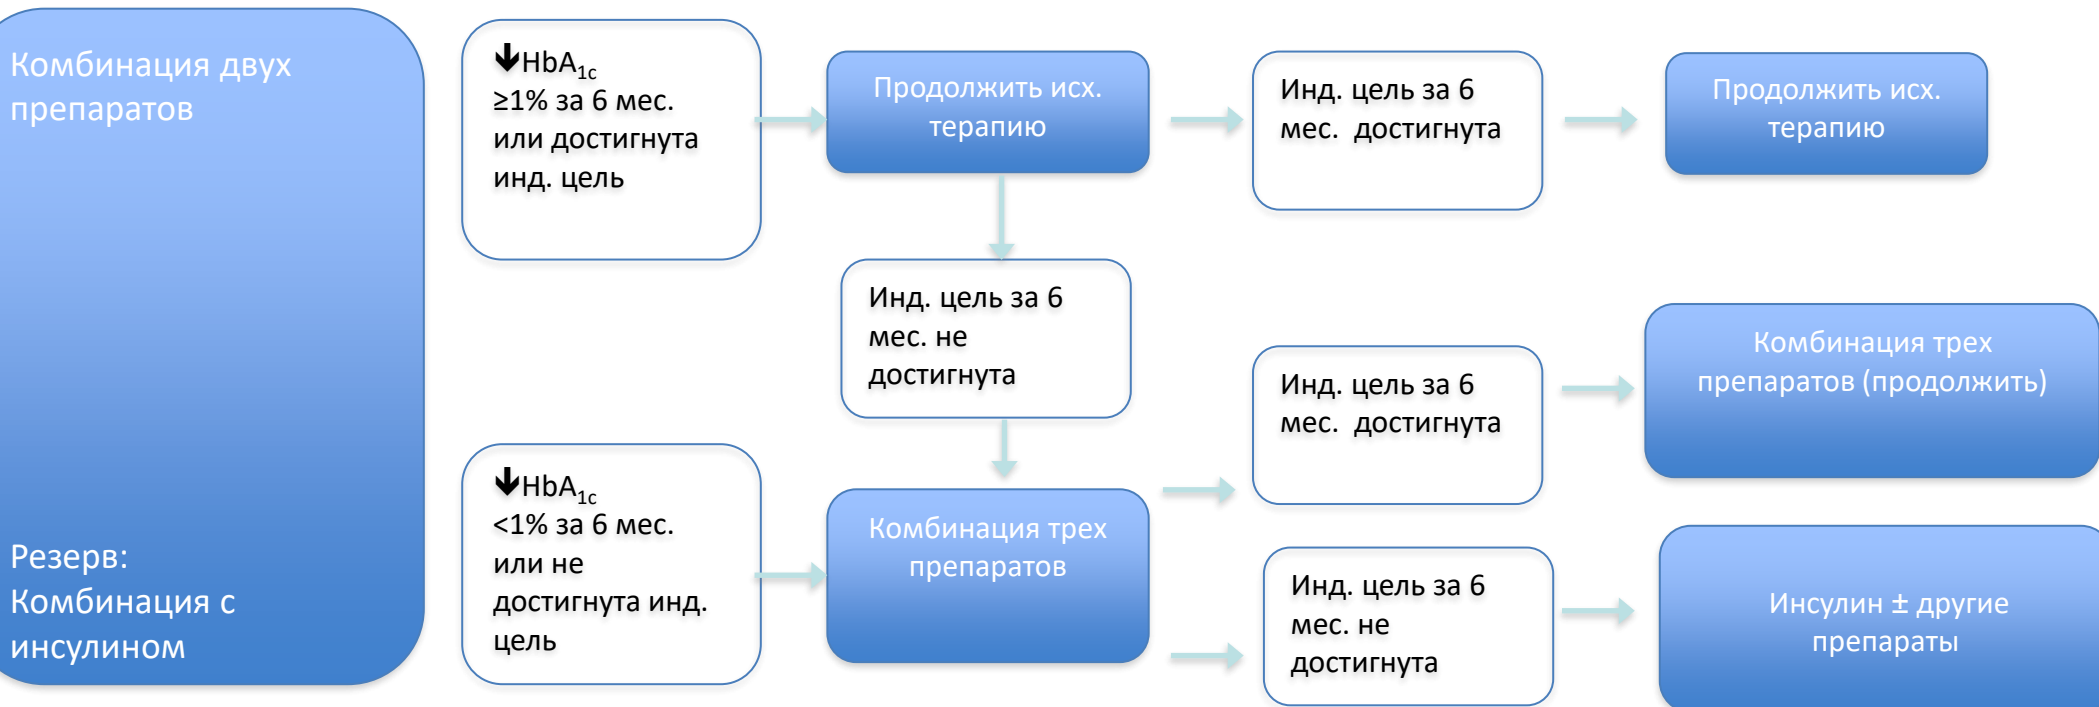 Комбинация двух
препаратов
Резерв:
Комбинация с
инсулином
🡻HbA1c
≥1% за 6 мес.
или достигнута
инд. цель
Продолжить исх.
терапию
Инд. цель за 6
мес. достигнута
Продолжить исх.
терапию
Инд. цель за 6
мес. не
достигнута
🡻HbA1c
<1% за 6 мес.
или не
достигнута инд.
цель
Комбинация трех
препаратов
Инд. цель за 6
мес. достигнута
Комбинация трех
препаратов (продолжить)
Инд. цель за 6
мес. не
достигнута
Инсулин ± другие
препараты